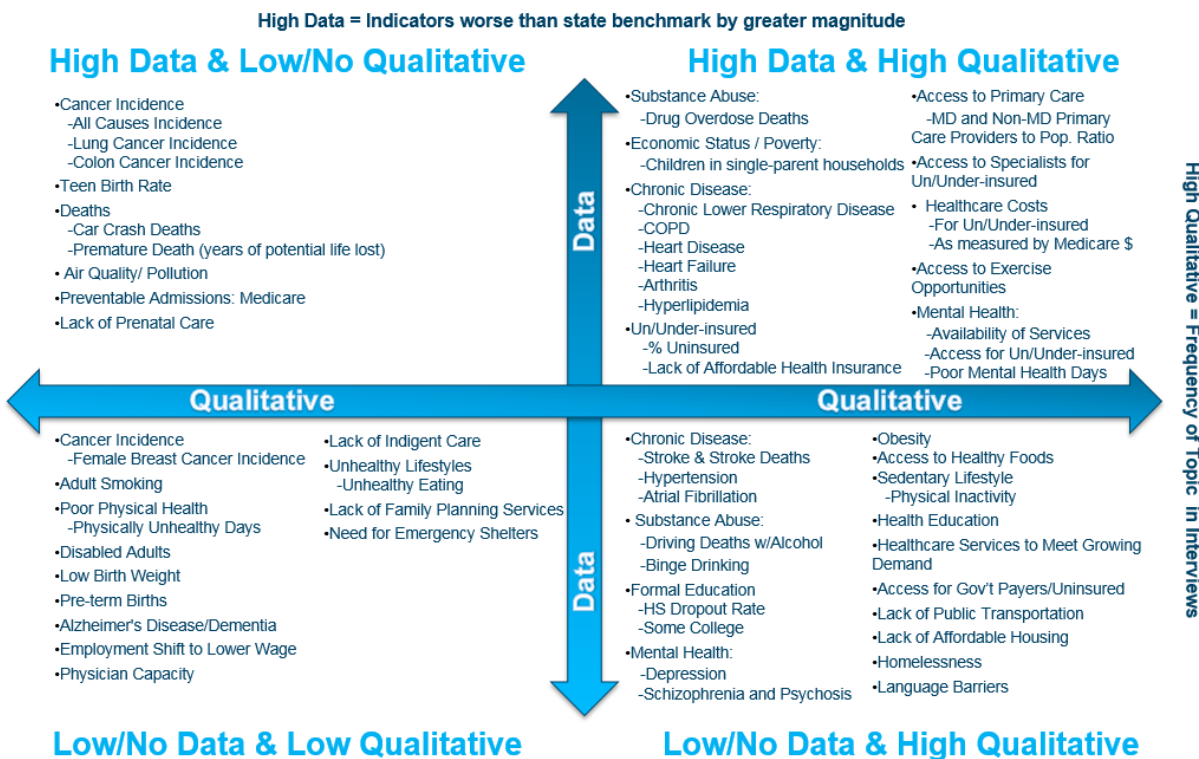 High Data = Indicators worse than state benchmark by greater magnitude
High Data & Low/No Qualitative
•Cancer Incidence
-All Causes Incidence
-Lung Cancer Incidence
-Colon Cancer Incidence
•Teen Birth Rate
•Deaths
-Car Crash Deaths
-Premature Death (years of potential life lost)
• Air Quality/ Pollution
•Preventable Admissions: Medicare
•Lack of Prenatal Care
High Data & High Qualitative
•Substance Abuse:
-Drug Overdose Deaths
•Economic Status / Poverty:
-Children in single-parent households
•Chronic Disease:
-Chronic Lower Respiratory Disease
-COPD
-Heart Disease
-Heart Failure
-Arthritis
-Hyperlipidemia
•Un/Under-insured
-% Uninsured
-Lack of Affordable Health Insurance
•Access to Primary Care
-MD and Non-MD Primary
Care Providers to Pop. Ratio
•Access to Specialists for
Un/Under-insured
• Healthcare Costs
-For Un/Under-insured
-As measured by Medicare $
•Access to Exercise
Opportunities
•Mental Health:
-Availability of Services
-Access for Un/Under-insured
-Poor Mental Health Days
Data
Qualitative
Qualitative
Data
High Qualitative = Frequency of Topic in Interviews
•Cancer Incidence
-Female Breast Cancer Incidence
•Adult Smoking
•Poor Physical Health
-Physically Unhealthy Days
•Disabled Adults
•Low Birth Weight
•Pre-term Births
•Alzheimer's Disease/Dementia
•Employment Shift to Lower Wage
•Physician Capacity
•Lack of Indigent Care
•Unhealthy Lifestyles
-Unhealthy Eating
•Lack of Family Planning Services
•Need for Emergency Shelters
Low/No Data & Low Qualitative
•Chronic Disease:
-Stroke & Stroke Deaths
-Hypertension
-Atrial Fibrillation
• Substance Abuse:
-Driving Deaths w/Alcohol
-Binge Drinking
•Formal Education
-HS Dropout Rate
-Some College
•Mental Health:
-Depression
-Schizophrenia and Psychosis
•Obesity
•Access to Healthy Foods
•Sedentary Lifestyle
-Physical Inactivity
•Health Education
•Healthcare Services to Meet Growing
Demand
•Access for Gov't Payers/Uninsured
•Lack of Public Transportation
•Lack of Affordable Housing
•Homelessness
•Language Barriers
Low/No Data & High Qualitative